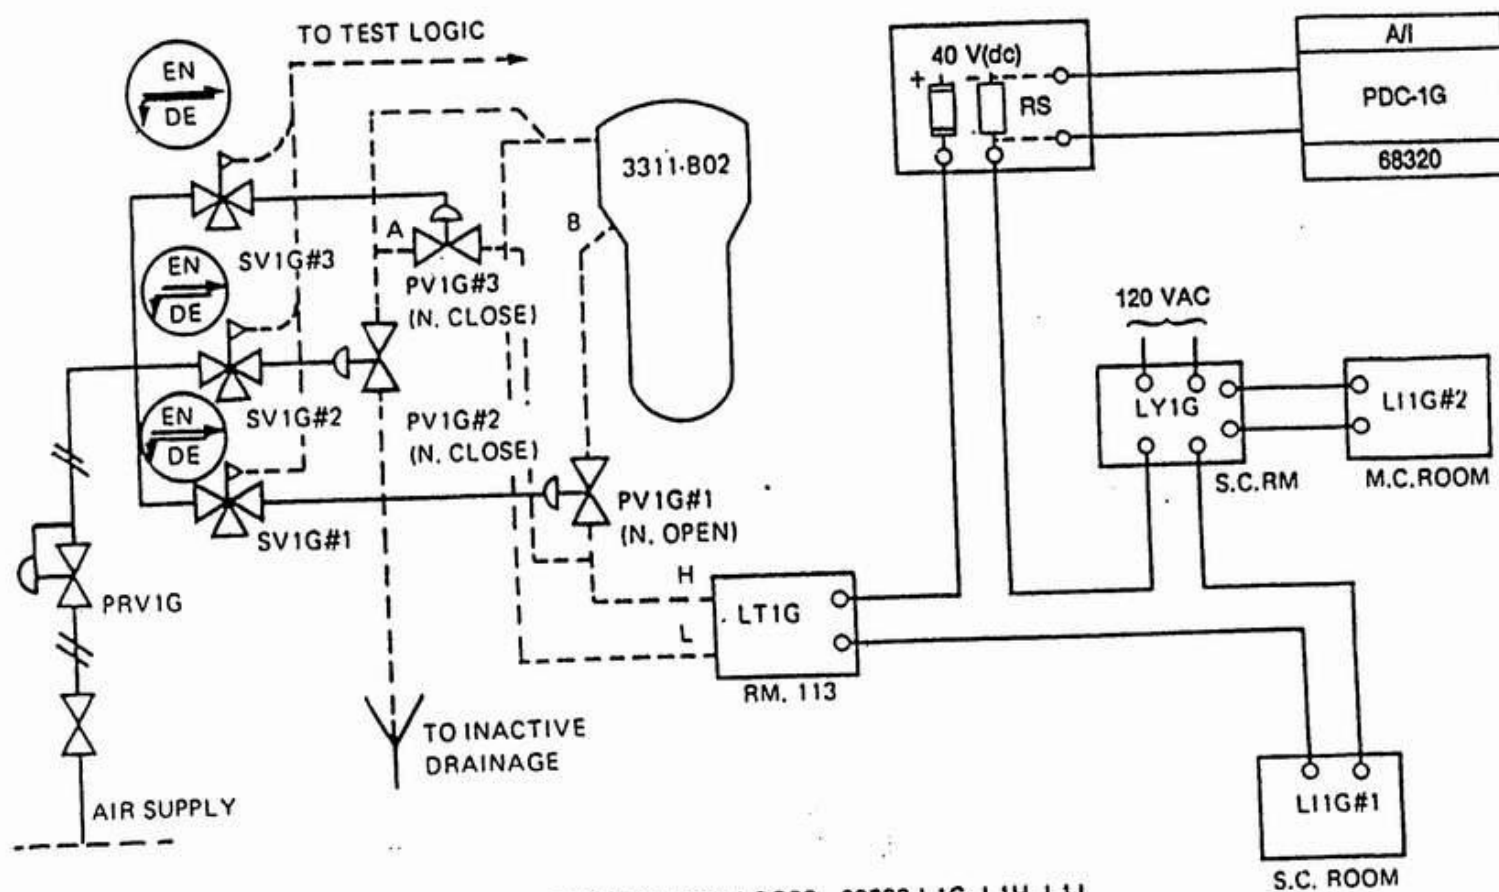 TO TEST LOGIC
EN
DE
SV1G#3
EN
DE
SV1G#2
EN
DE
SV1G#1
PRV1G
AIR SUPPLY
A
PV1G#3
(N. CLOSE)
PV1G#2
(N. CLOSE)
3311-B02
B
PV1G#1
(N. OPEN)
TO INACTIVE
DRAINAGE
H
L
LT1G
RM. 113
40 V(dc)
+
RS
A/I
PDC-1G
68320
120 VAC
LY1G
S.C.RM
LI1G#2
M.C.ROOM
LI1G#1
S.C. ROOM